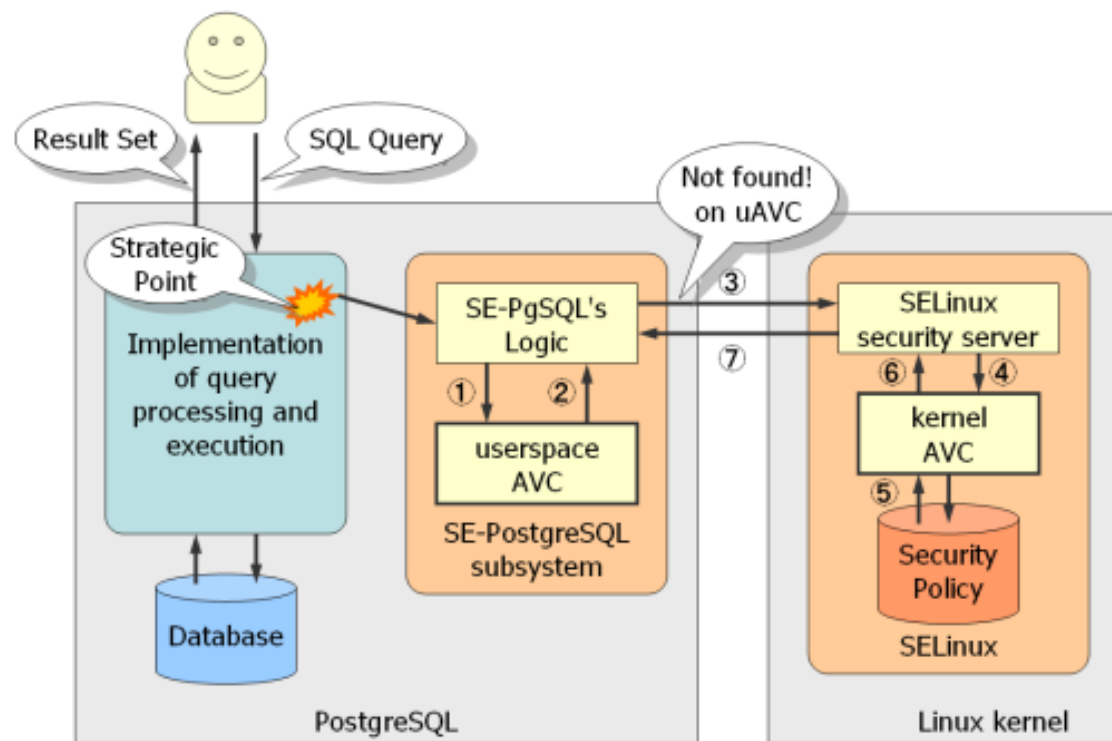 Result Set
SQL Query
Not found!
on uAVC
Strategic
Point
Implementation
of query
processing and
execution
Database
SE-PgSQL's
Logic
①
②
userspace
AVC
SE-PostgreSQL
subsystem
PostgreSQL
③
⑦
SELinux
security server
⑥
④
kernel
AVC
⑤
Security
Policy
SELinux
Linux kernel